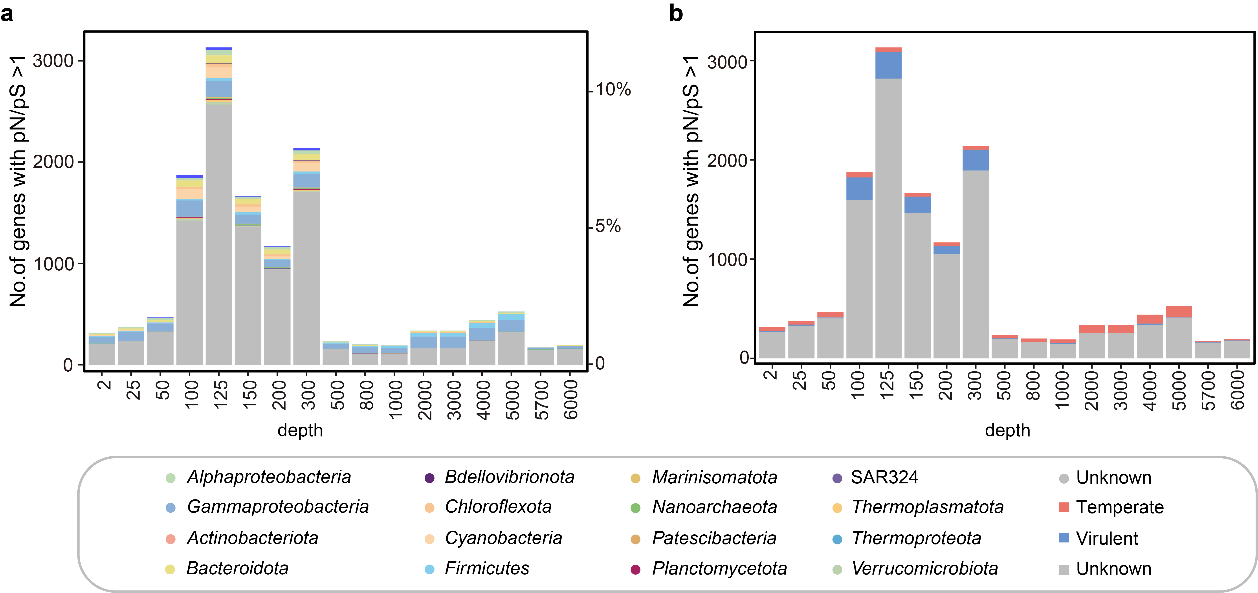 a
b
No.of genes with pN/pS >1
3000
2000
1000
0
10%
5%
0
2 25 50 100 125 150 200 300 500 800 1000 2000 3000 4000 5000 5700 6000
depth
No.of genes with pN/pS >1
3000
2000
1000
0
2 25 50 100 125 150 200 300 500 800 1000 2000 3000 4000 5000 5700 6000
depth
Alphaproteobacteria Bdellovibrionota Marinisomatota SAR324 Unknown
Gammaproteobacteria Chloroflexota Nanoarchaeota Thermoplasmatota Temperate
Actinobacteriota Cyanobacteria Patescibacteria Thermoproteota Virulent
Bacteroidota Firmicutes Planctomycetota Verrucomicrobiota Unknown